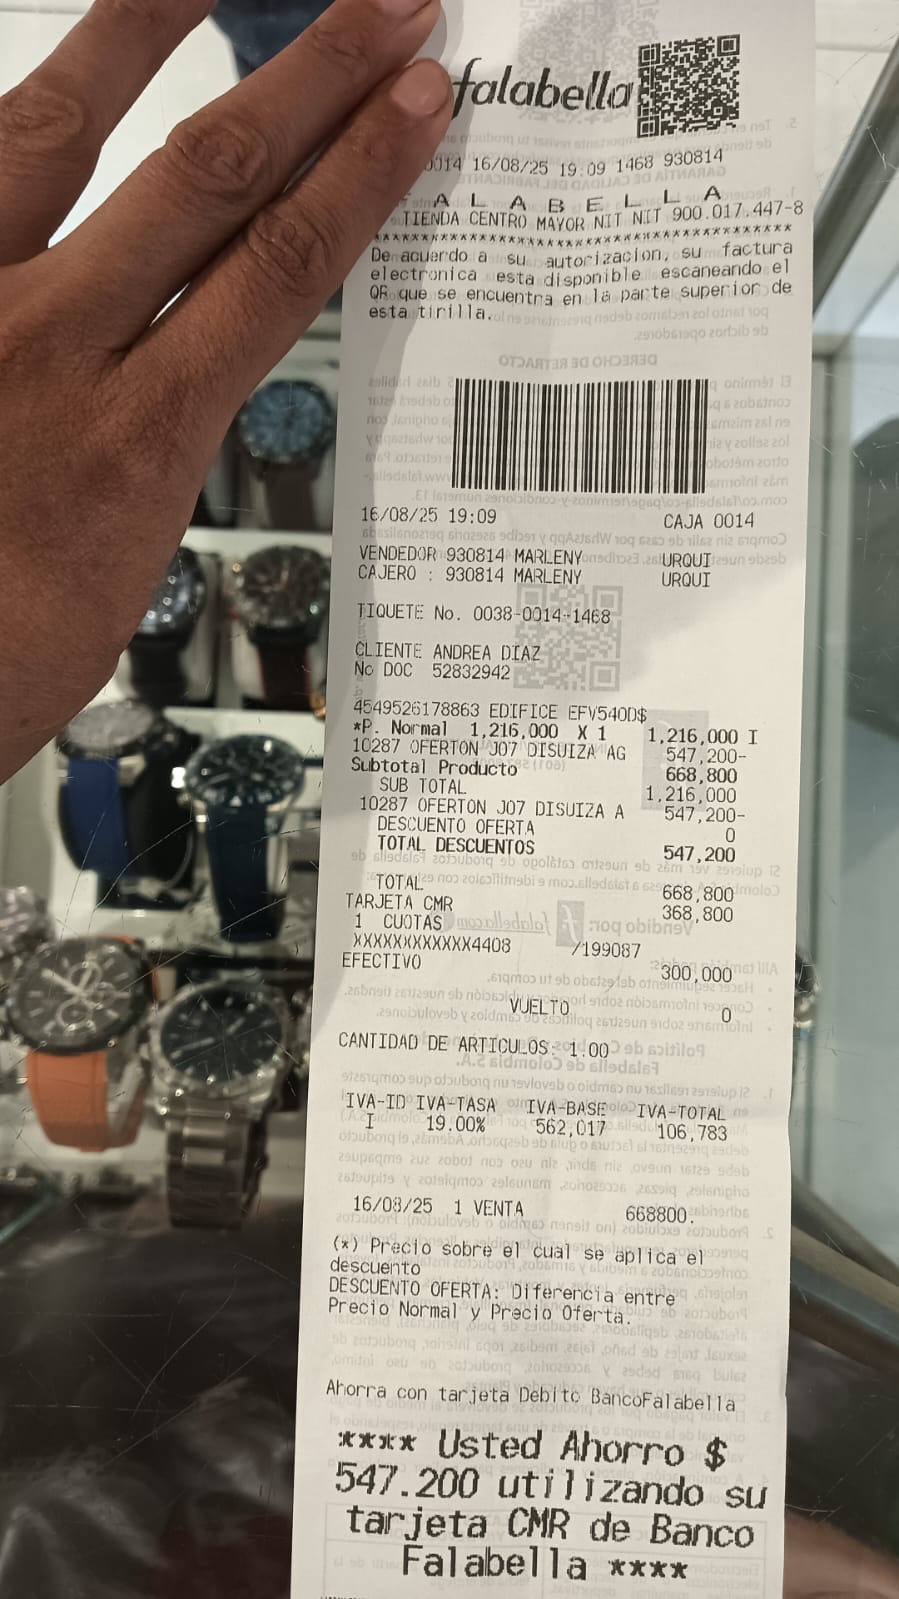 falabella
0014 16/08/25 19:09 1468 930814
A L A B E L L A
TIENDA CENTRO MAYOR NIT NIT 900.017.447-8
De acuerdo a su autorizacion, su factura
electronica esta disponible escaneando el
QR que se encuentra en la parte superior de
esta tirilla.
16/08/25 19:09 CAJA 0014
VENDEDOR 930814 MARLENY URQUI
CAJERO : 930814 MARLENY URQUI
TIQUETE No. 0038-0014-1468
CLIENTE ANDREA DIAZ
No DOC 52832942
4549526178863 EDIFICE EFV540D$
*P. Normal 1,216,000 X 1 1,216,000 I
10287 OFERTON J07 DISUIZA AG 547,200-
Subtotal Producto 668,800
SUB TOTAL 1,216,000
10287 OFERTON J07 DISUIZA A 547,200-
DESCUENTO OFERTA 0
TOTAL DESCUENTOS 547,200
TOTAL 668,800
TARJETA CMR 368,800
1 CUOTAS
XXXXXXXXXXXX4408 /199087
EFECTIVO 300,000
VUELTO 0
CANTIDAD DE ARTICULOS: 1.00
IVA-ID IVA-TASA IVA-BASE IVA-TOTAL
I 19.00% 562,017 106,783
16/08/25 1 VENTA 668800.
(*) Precio sobre el cual se aplica el
descuento
DESCUENTO OFERTA: Diferencia entre
Precio Normal y Precio Oferta.
Ahorra con tarjeta Debito BancoFalabella
**** Usted Ahorro $
547.200 utilizando su
tarjeta CMR de Banco
Falabella ****